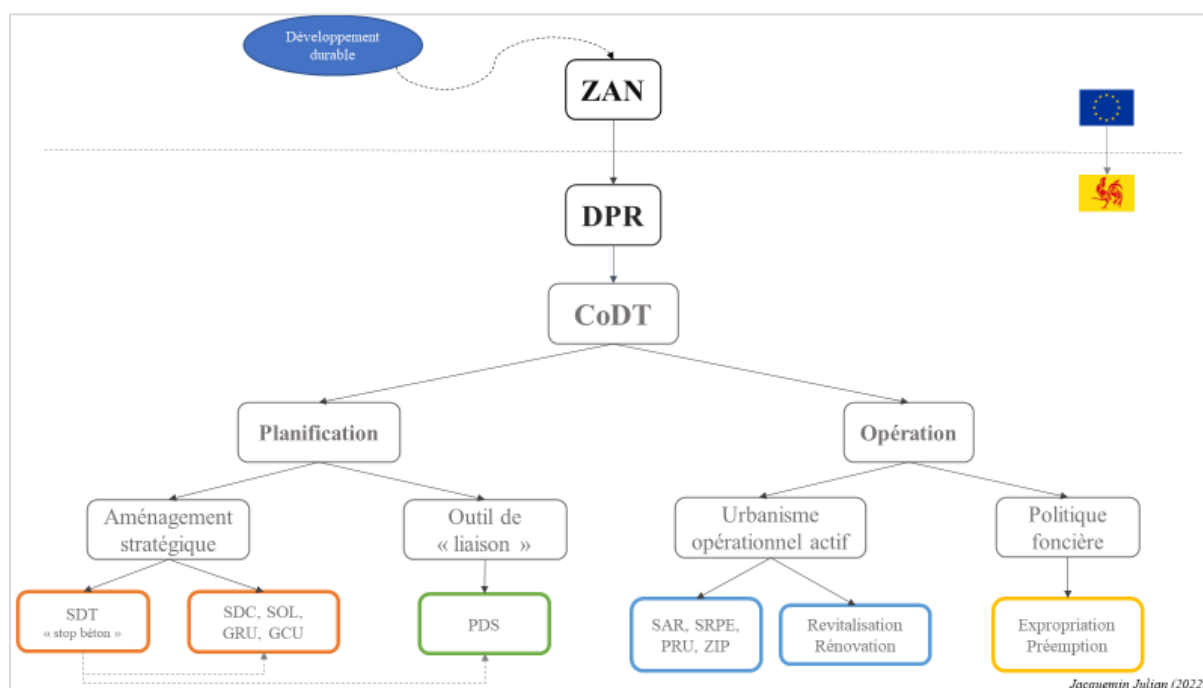 Développement
durable
ZAN
DPR
CoDT
Planification
Opération
Aménagement
stratégique
Outil de
« liaison »
Urbanisme
opérationnel actif
Politique
foncière
SDT
« stop béton »
SDC, SOL,
GRU, GCU
PDS
SAR, SRPE,
PRU, ZIP
Revitalisation
Rénovation
Expropriation
Préemption
Jacquemin Julian (2022